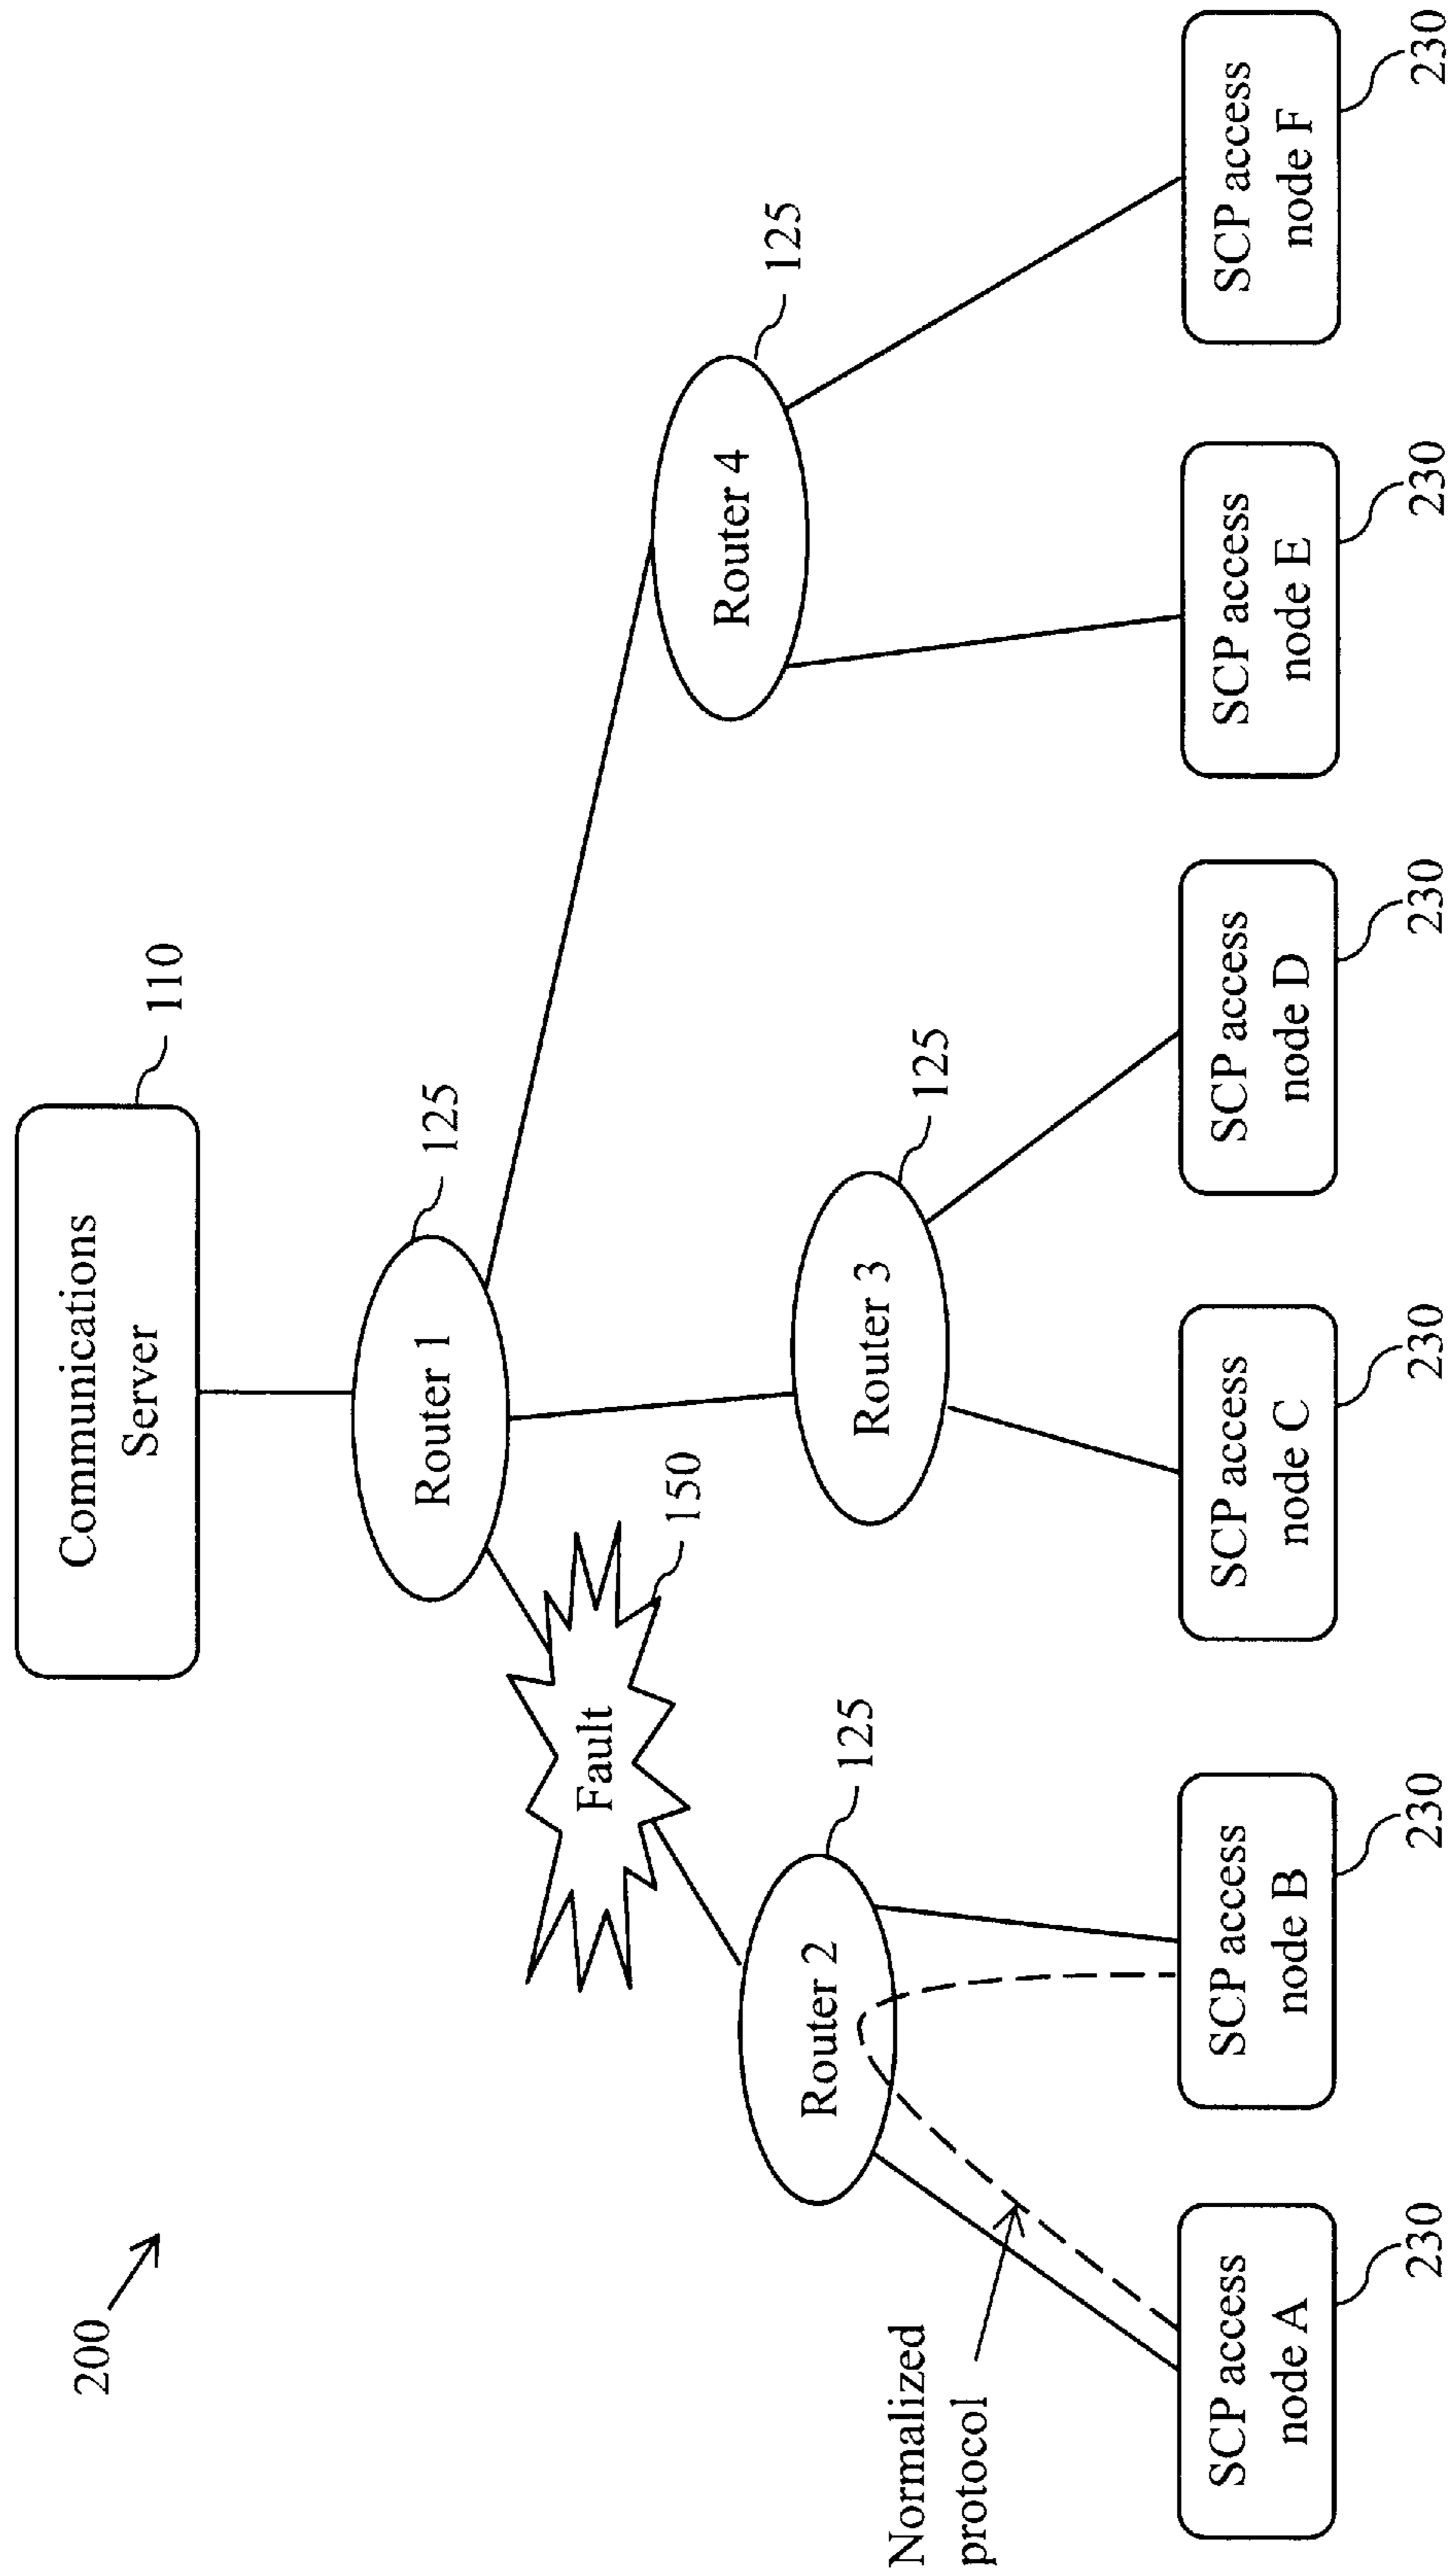 200
Communications
Server
110
Router 1
125
Fault
150
Router 2
125
Router 3
125
Router 4
125
Normalized
protocol
SCP access
node A
230
SCP access
node B
230
SCP access
node C
230
SCP access
node D
230
SCP access
node E
230
SCP access
node F
230